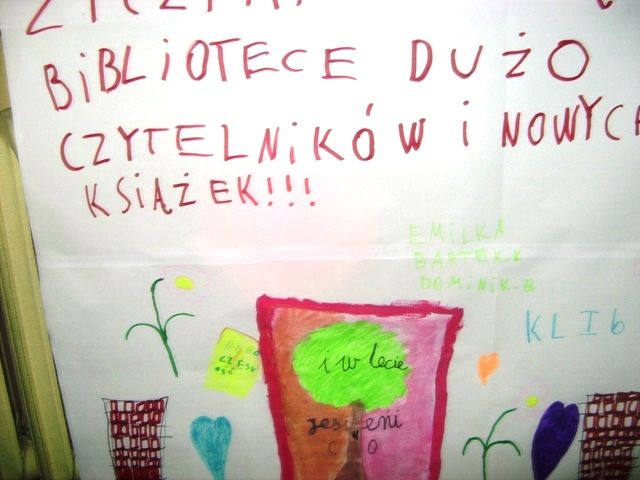 BiBLiOTECE DUŻO
CZYTELNiKÓW i NOWYCH
KSiĄŻEK!!!
EMILKA
BARTEK.K
DOMiNiK.B
KL I b
i w lecie
jesieni
C O